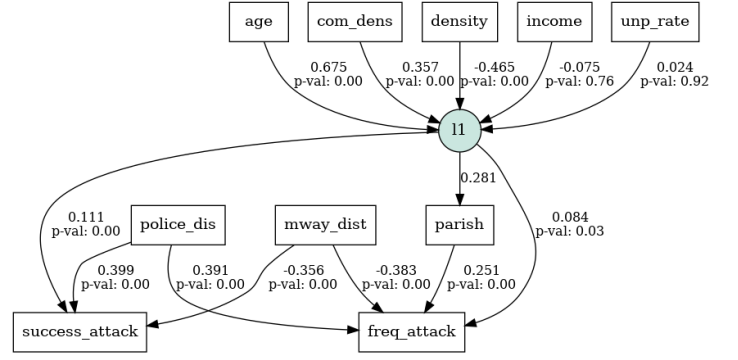 age
com_dens
density
income
unp_rate
0.675
p-val: 0.00
0.357
p-val: 0.00
-0.465
p-val: 0.00
-0.075
p-val: 0.76
0.024
p-val: 0.92
l1
0.281
0.111
p-val: 0.00
police_dis
mway_dist
parish
0.084
p-val: 0.03
0.399
p-val: 0.00
0.391
p-val: 0.00
-0.356
p-val: 0.00
-0.383
p-val: 0.00
0.251
p-val: 0.00
success_attack
freq_attack